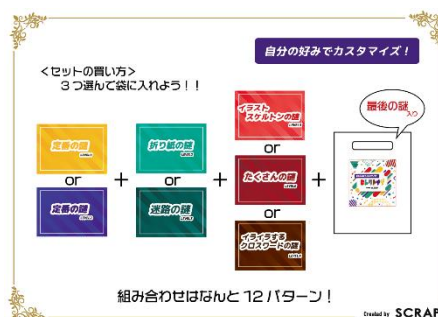 自分の好みでカスタマイズ！
＜セットの買い方＞
3つ選んで袋に入れよう！！
定番の謎
or
定番の謎
+
折り紙の謎
or
迷路の謎
+
イラスト
スケルトンの謎
or
たくさんの謎
or
イライラする
クロスワードの謎
+
最後の謎
入り
組み合わせはなんと12パターン！
Created by SCRAP